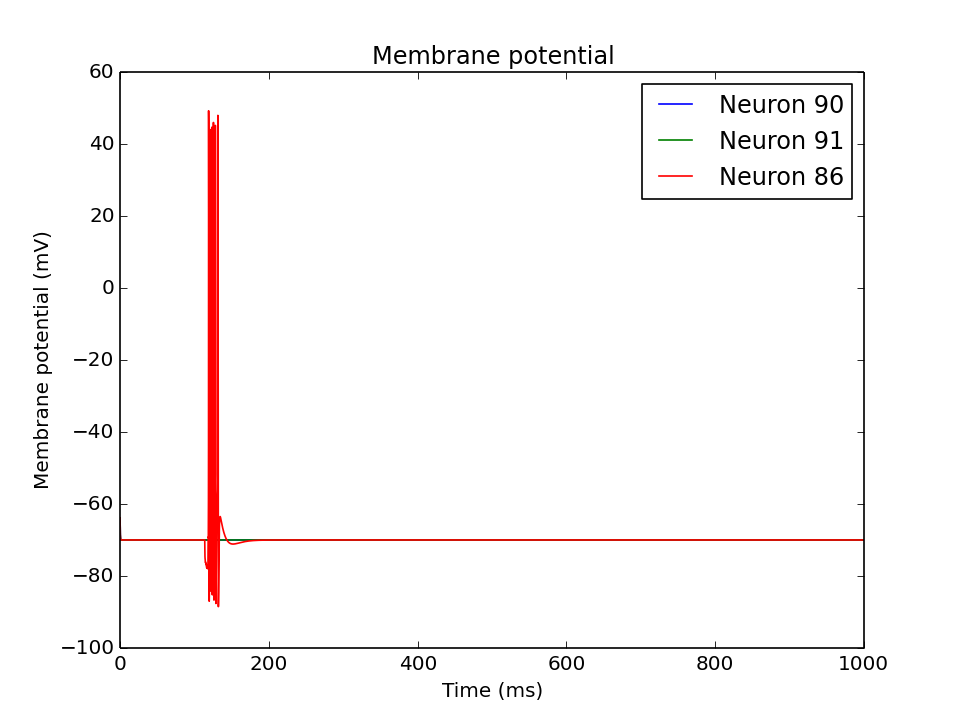 Membrane potential
60
40
20
0
−20
−40
−60
−80
−100
Membrane potential (mV)
Neuron 90
Neuron 91
Neuron 86
0 200 400 600 800 1000
Time (ms)